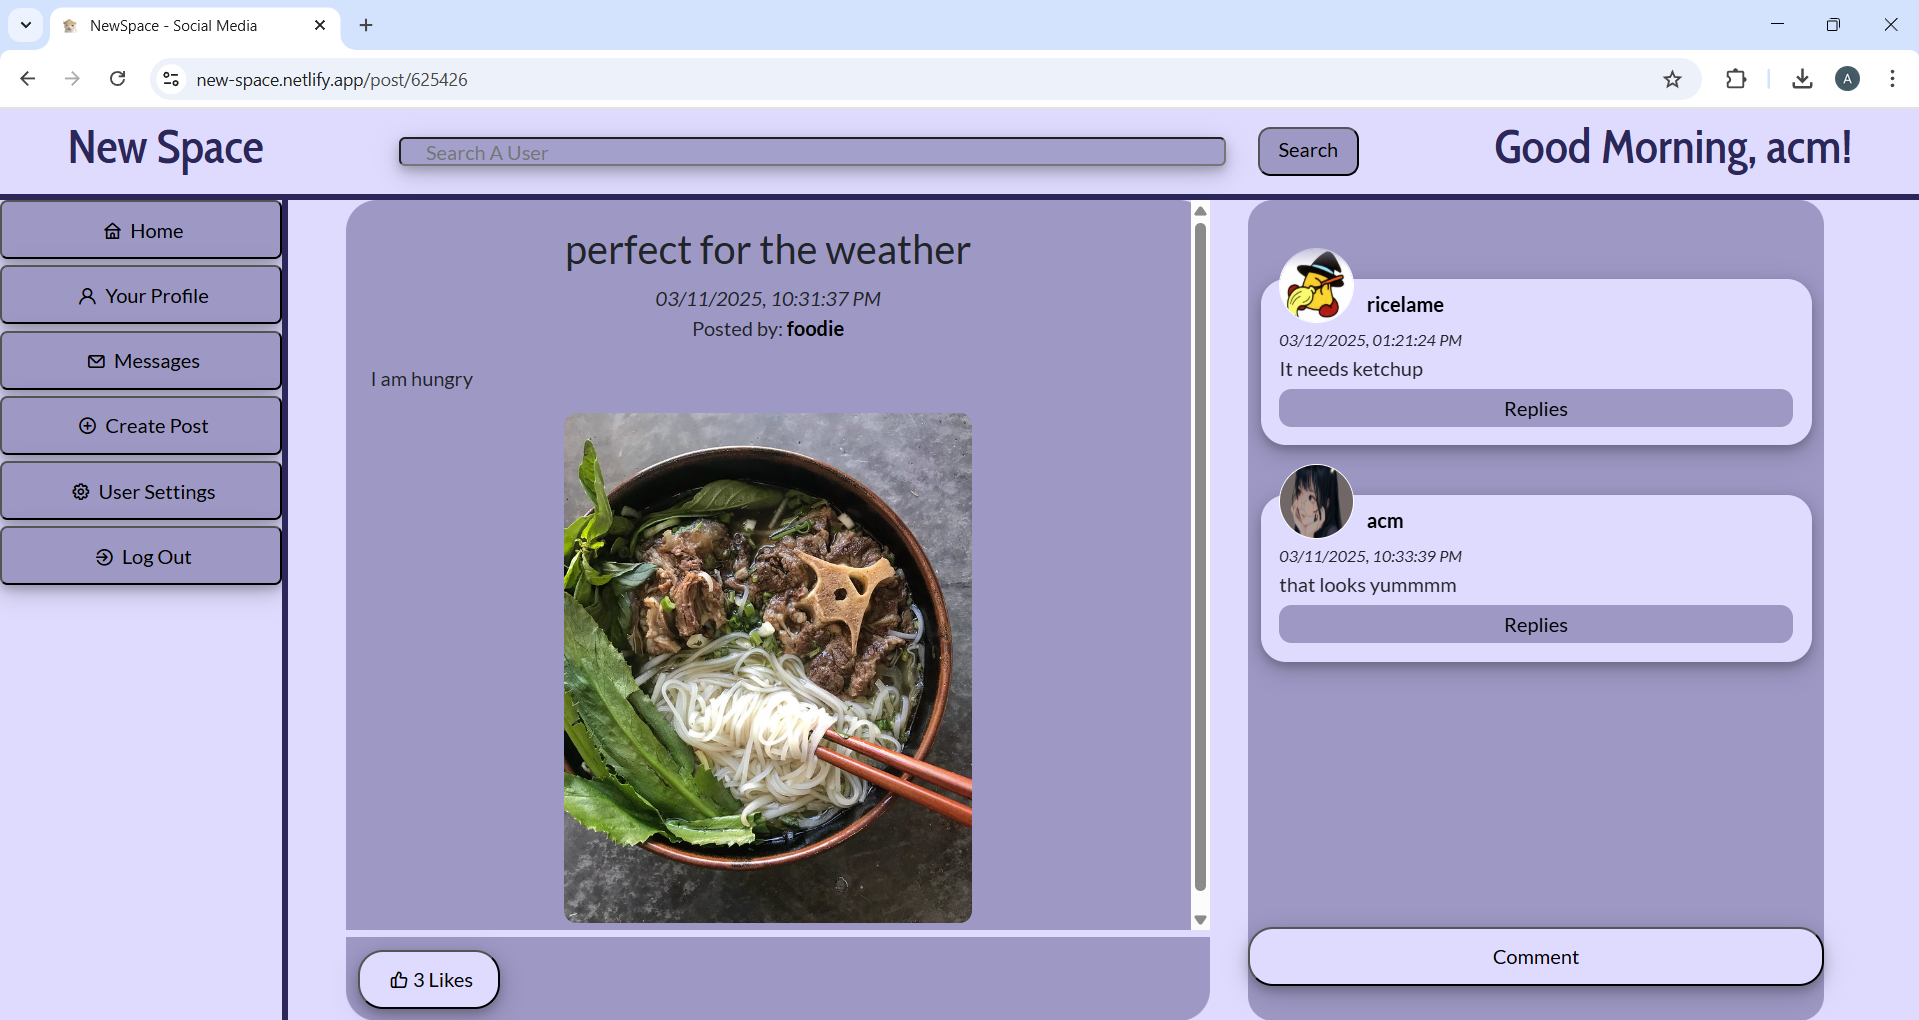 NewSpace - Social Media
new-space.netlify.app/post/625426
A
New Space
Search A User
Search
Good Morning, acm!
Home
Your Profile
Messages
Create Post
User Settings
Log Out
perfect for the weather
03/11/2025, 10:31:37 PM
Posted by: foodie
I am hungry
3 Likes
ricelame
03/12/2025, 01:21:24 PM
It needs ketchup
Replies
acm
03/11/2025, 10:33:39 PM
that looks yummmm
Replies
Comment